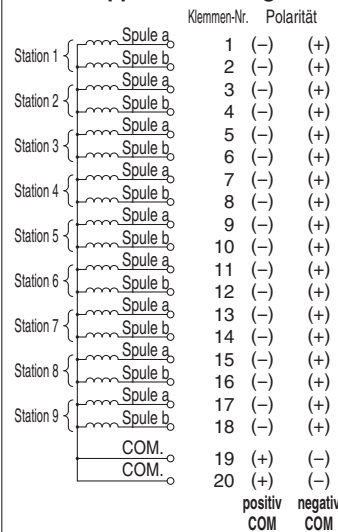 Klemmen-Nr. Polarität
Station 1 Spule a 1 (–) (+)
Spule b 2 (–) (+)
Station 2 Spule a 3 (–) (+)
Spule b 4 (–) (+)
Station 3 Spule a 5 (–) (+)
Spule b 6 (–) (+)
Station 4 Spule a 7 (–) (+)
Spule b 8 (–) (+)
Station 5 Spule a 9 (–) (+)
Spule b 10 (–) (+)
Station 6 Spule a 11 (–) (+)
Spule b 12 (–) (+)
Station 7 Spule a 13 (–) (+)
Spule b 14 (–) (+)
Station 8 Spule a 15 (–) (+)
Spule b 16 (–) (+)
Station 9 Spule a 17 (–) (+)
Spule b 18 (–) (+)
COM. 19 (+) (–)
COM. 20 (+) (–)
positiv negativ
COM COM